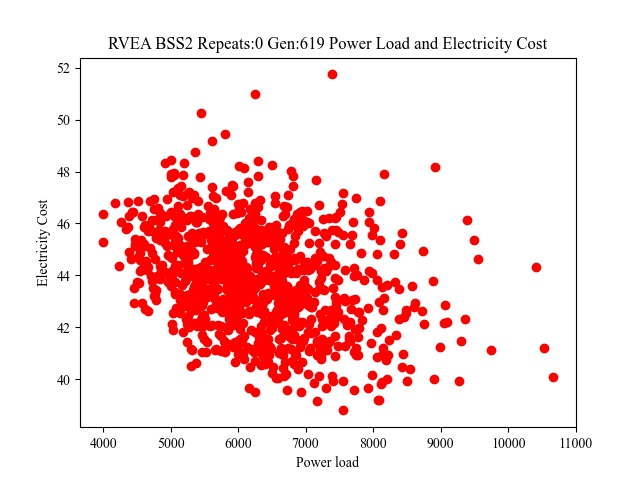 RVEA BSS2 Repeats:0 Gen:619 Power Load and Electricity Cost
52
50
48
46
44
42
40
Electricity Cost
4000 5000 6000 7000 8000 9000 10000 11000
Power load